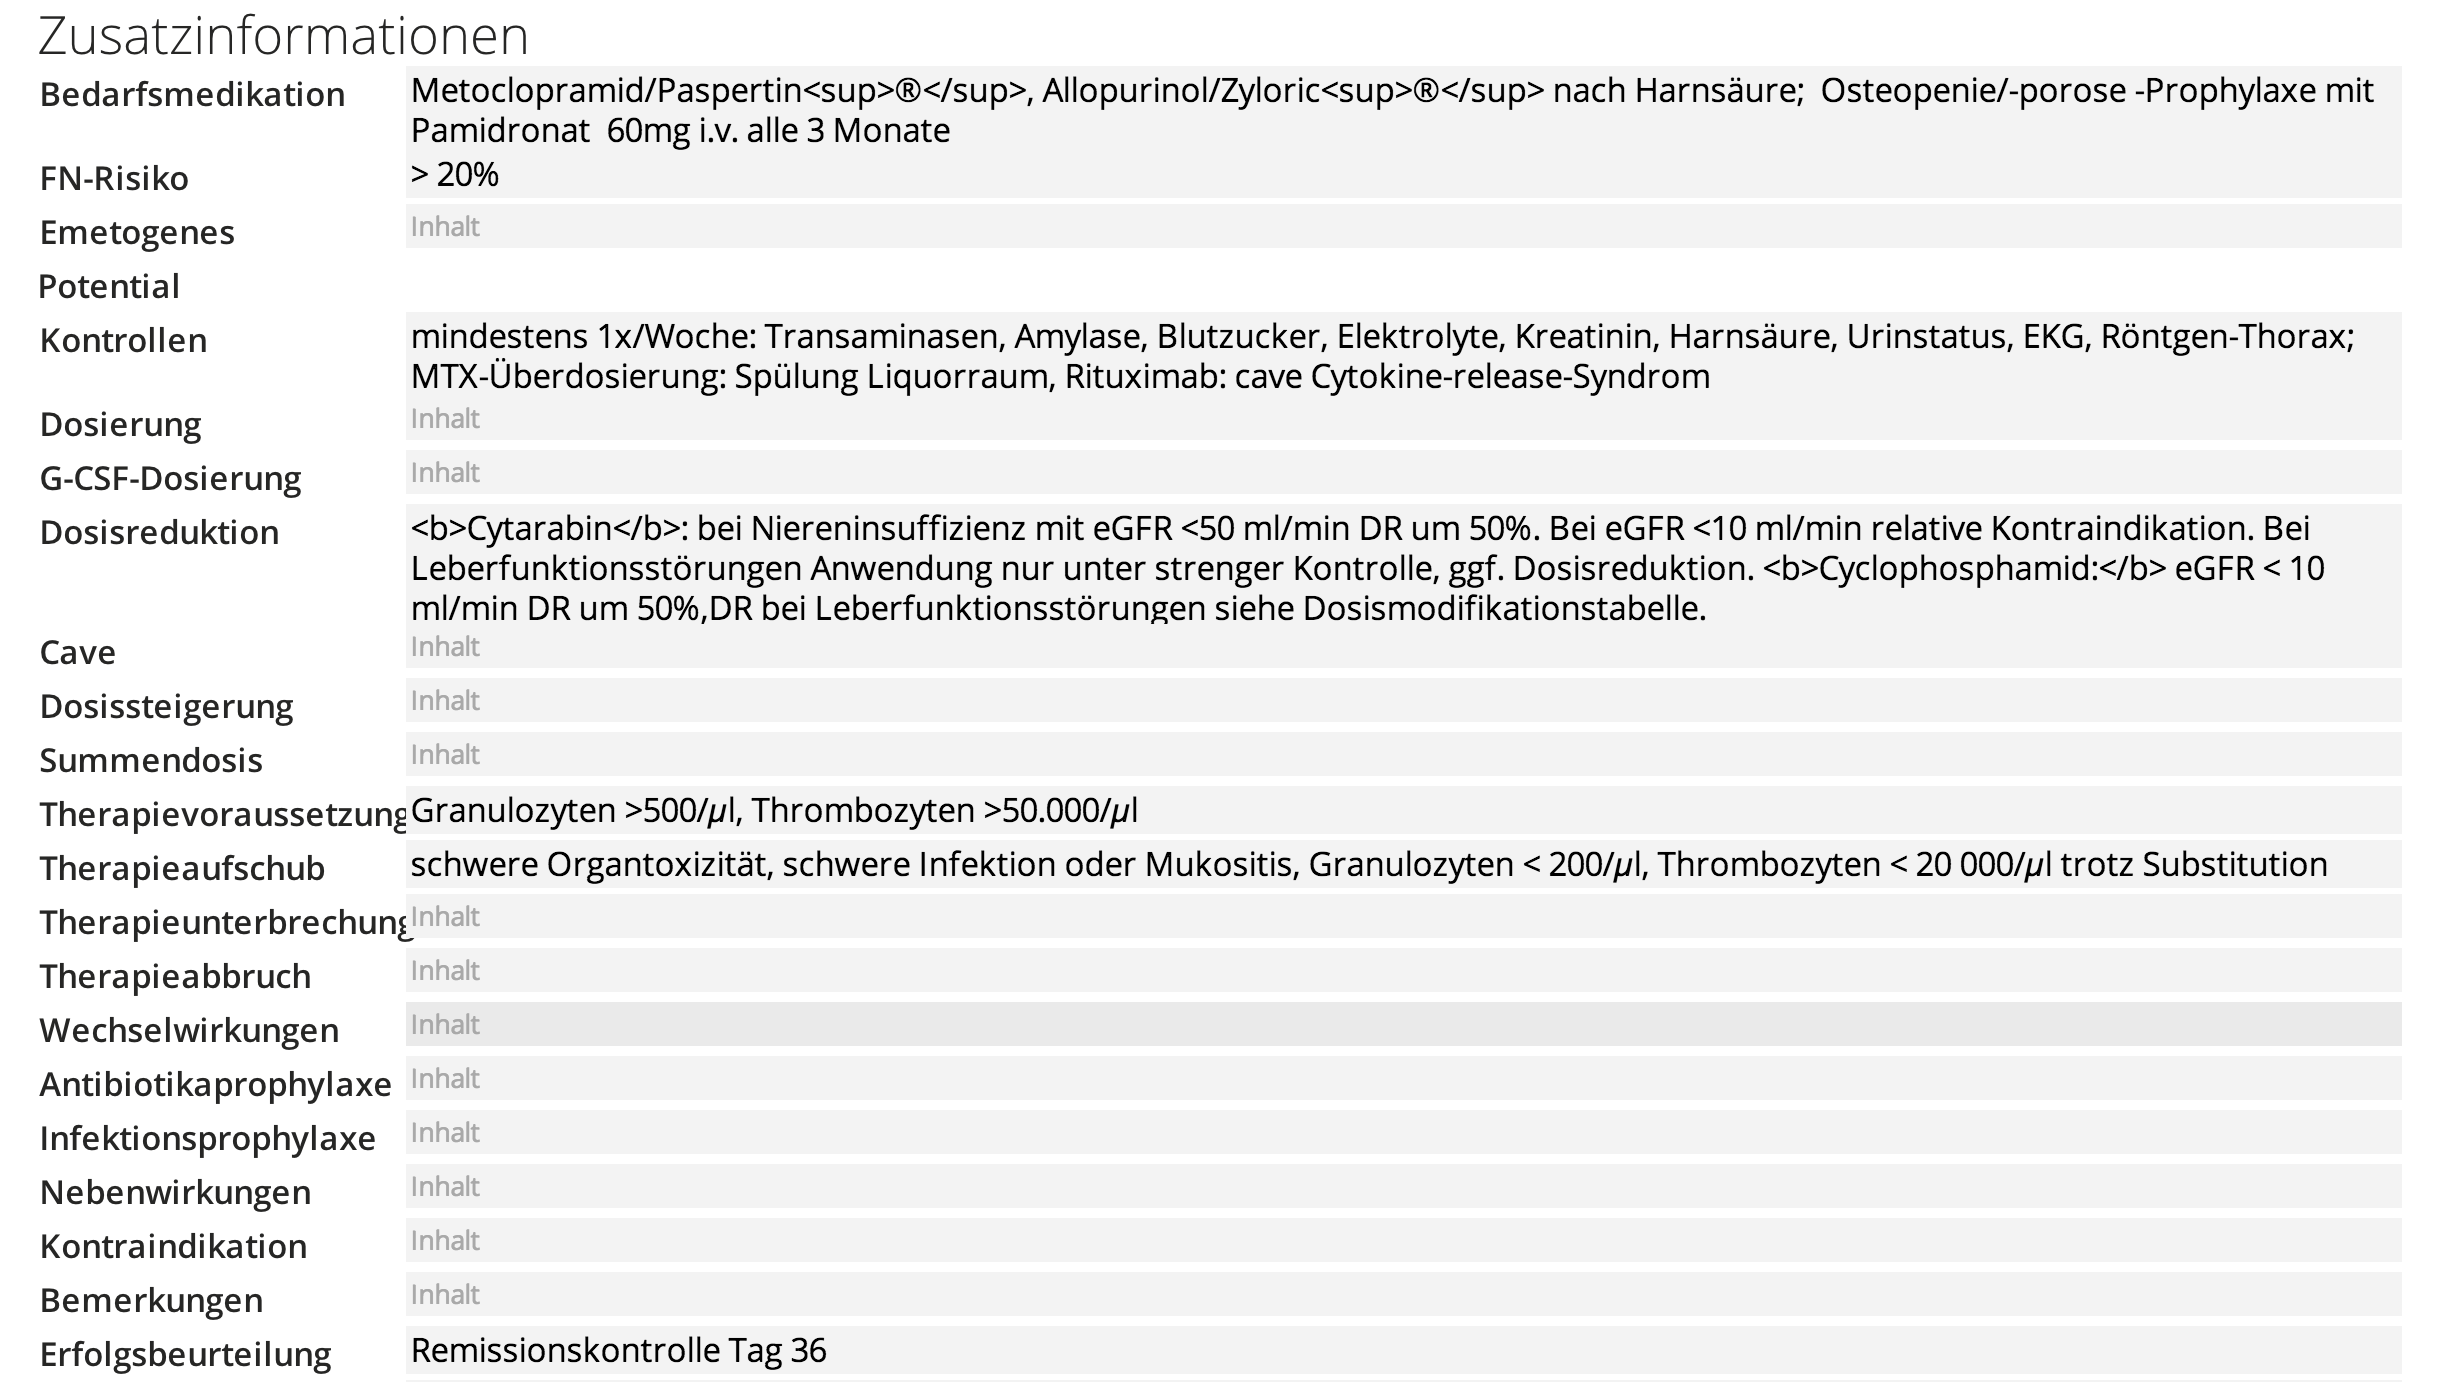 Zusatzinformationen
Bedarfsmedikation
Metoclopramid/Paspertin<sup>®</sup>, Allopurinol/Zyloric<sup>®</sup> nach Harnsäure;  Osteopenie/-porose -Prophylaxe mit
Pamidronat  60mg i.v. alle 3 Monate
FN-Risiko
> 20%
Emetogenes
Potential
Inhalt
Kontrollen
mindestens 1x/Woche: Transaminasen, Amylase, Blutzucker, Elektrolyte, Kreatinin, Harnsäure, Urinstatus, EKG, Röntgen-Thorax;
MTX-Überdosierung: Spülung Liquorraum, Rituximab: cave Cytokine-release-Syndrom
Dosierung
Inhalt
G-CSF-Dosierung
Inhalt
Dosisreduktion
<b>Cytarabin</b>: bei Niereninsuffizienz mit eGFR <50 ml/min DR um 50%. Bei eGFR <10 ml/min relative Kontraindikation. Bei
Leberfunktionsstörungen Anwendung nur unter strenger Kontrolle, ggf. Dosisreduktion. <b>Cyclophosphamid:</b> eGFR < 10
ml/min DR um 50%,DR bei Leberfunktionsstörungen siehe Dosismodifikationstabelle.
Cave
Inhalt
Dosissteigerung
Inhalt
Summendosis
Inhalt
Therapievoraussetzung
Granulozyten >500/µl, Thrombozyten >50.000/µl
Therapieaufschub
schwere Organtoxizität, schwere Infektion oder Mukositis, Granulozyten < 200/µl, Thrombozyten < 20 000/µl trotz Substitution
Therapieunterbrechung
Inhalt
Therapieabbruch
Inhalt
Wechselwirkungen
Inhalt
Antibiotikaprophylaxe
Inhalt
Infektionsprophylaxe
Inhalt
Nebenwirkungen
Inhalt
Kontraindikation
Inhalt
Bemerkungen
Inhalt
Erfolgsbeurteilung
Remissionskontrolle Tag 36